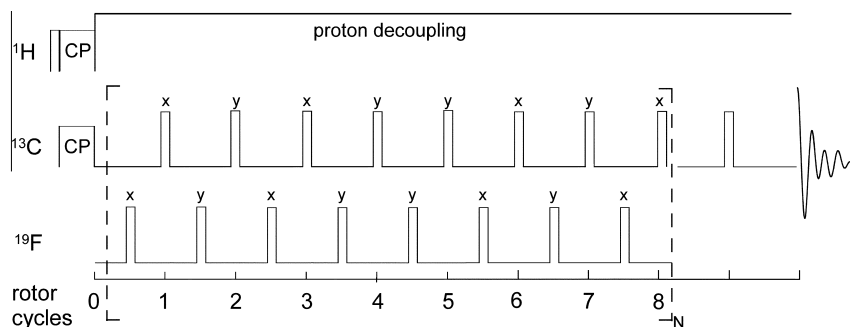 proton decoupling
¹H CP
x y x y y x y x
¹³C CP
x y x y y x y x
¹⁹F
rotor cycles 0 1 2 3 4 5 6 7 8 N